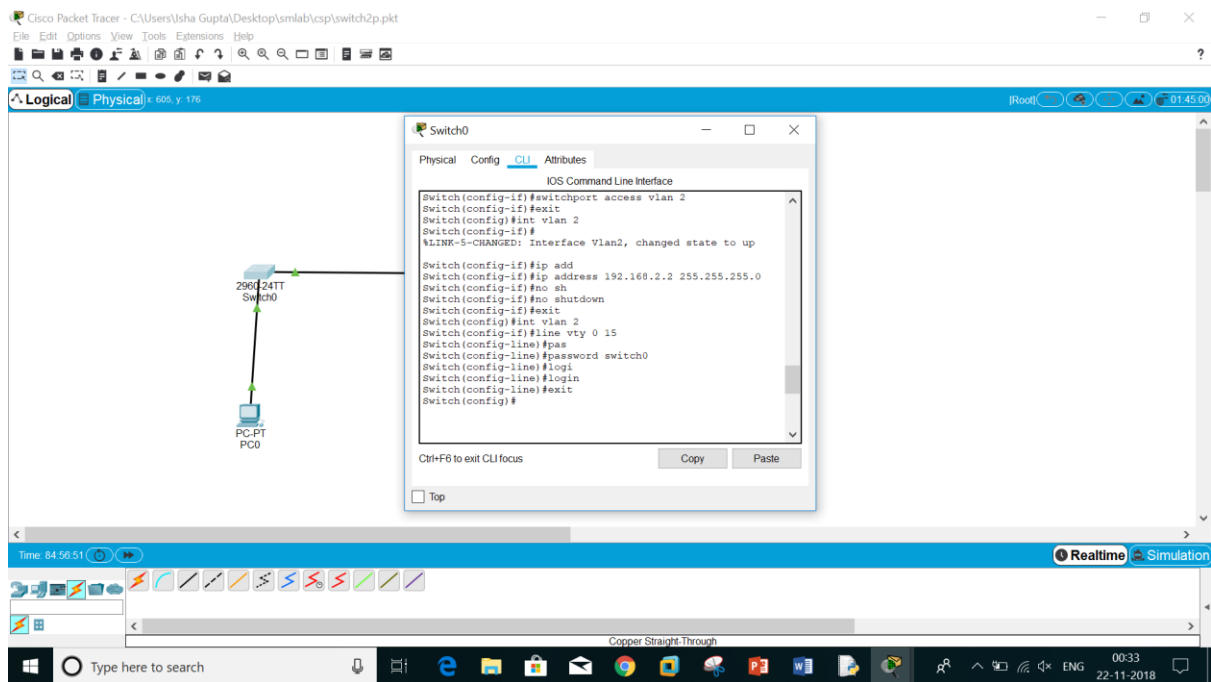 Cisco Packet Tracer - C:\Users\Isha Gupta\Desktop\smlab\csp\switch2p.pkt
File Edit Options View Tools Extensions Help
?
Logical Physical x: 605, y: 176 [Root] 01:45:00
Switch0
Physical Config CLI Attributes
IOS Command Line Interface
Switch(config-if)#switchport access vlan 2
Switch(config-if)#exit
Switch(config)#int vlan 2
Switch(config-if)#
%LINK-5-CHANGED: Interface Vlan2, changed state to up
Switch(config-if)#ip add
Switch(config-if)#ip address 192.168.2.2 255.255.255.0
Switch(config-if)#no sh
Switch(config-if)#no shutdown
Switch(config-if)#exit
Switch(config)#int vlan 2
Switch(config-if)#line vty 0 15
Switch(config-line)#pas
Switch(config-line)#password switch0
Switch(config-line)#logi
Switch(config-line)#login
Switch(config-line)#exit
Switch(config)#
Ctrl+F6 to exit CLI focus
Copy Paste
Top
2960-24TT
Switch0
PC-PT
PC0
Time: 84:56:51
Realtime Simulation
Copper Straight-Through
Type here to search
ENG
00:33
22-11-2018